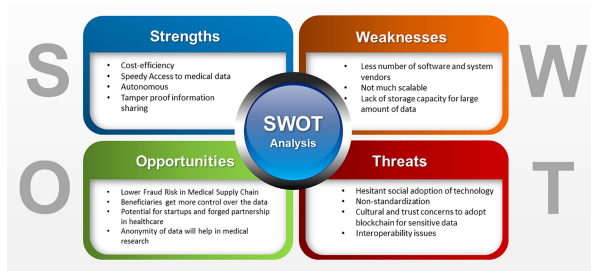 S
Strengths
• Cost-efficiency
• Speedy Access to medical data
• Autonomous
• Tamper proof information
sharing
W
Weaknesses
• Less number of software and system
vendors
• Not much scalable
• Lack of storage capacity for large
amount of data
SWOT
Analysis
O
Opportunities
• Lower Fraud Risk in Medical Supply Chain
• Beneficiaries get more control over the data
• Potential for startups and forged partnership
in healthcare
• Anonymity of data will help in medical
research
T
Threats
• Hesitant social adoption of technology
• Non-standardization
• Cultural and trust concerns to adopt
blockchain for sensitive data
• Interoperability issues